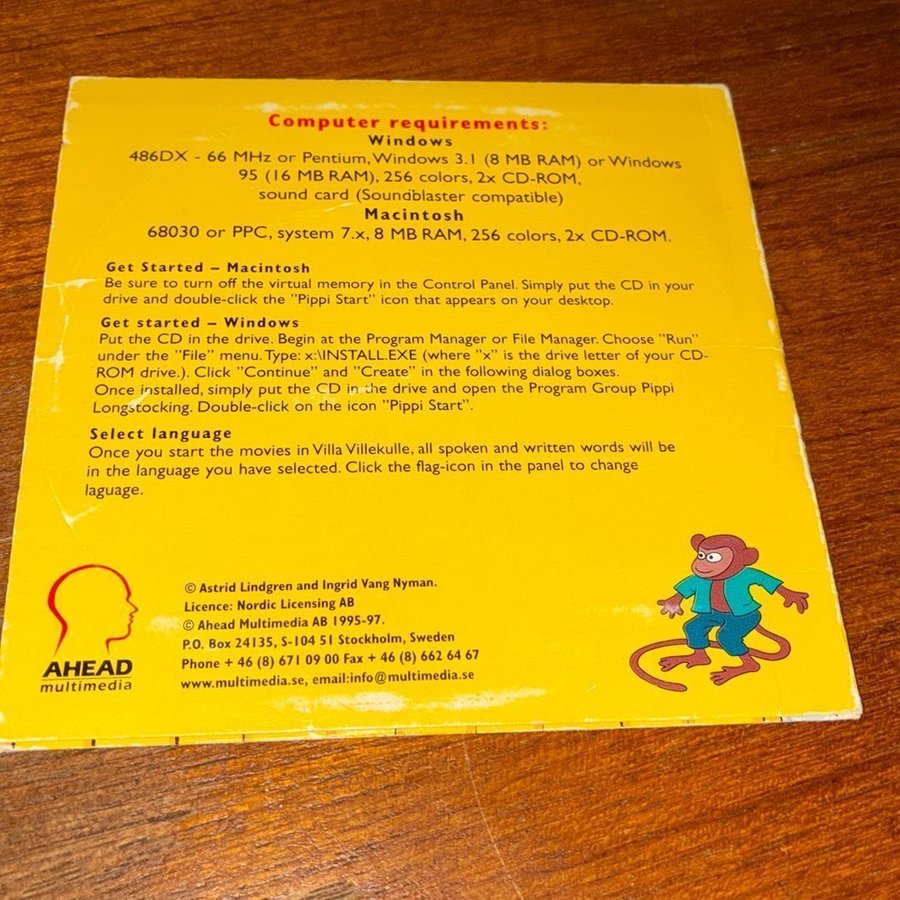 Computer requirements:
Windows
486DX - 66 MHz or Pentium, Windows 3.1 (8 MB RAM) or Windows
95 (16 MB RAM), 256 colors, 2x CD-ROM,
sound card (Soundblaster compatible)
Macintosh
68030 or PPC, system 7.x, 8 MB RAM, 256 colors, 2x CD-ROM.
Get Started – Macintosh
Be sure to turn off the virtual memory in the Control Panel. Simply put the CD in your
drive and double-click the ”Pippi Start” icon that appears on your desktop.
Get started – Windows
Put the CD in the drive. Begin at the Program Manager or File Manager. Choose ”Run”
under the ”File” menu. Type: x:\INSTALL.EXE (where ”x” is the drive letter of your CD-
ROM drive.). Click ”Continue” and ”Create” in the following dialog boxes.
Once installed, simply put the CD in the drive and open the Program Group Pippi
Longstocking. Double-click on the icon ”Pippi Start”.
Select language
Once you start the movies in Villa Villekulle, all spoken and written words will be
in the language you have selected. Click the flag-icon in the panel to change
laguage.
© Astrid Lindgren and Ingrid Vang Nyman.
Licence: Nordic Licensing AB
© Ahead Multimedia AB 1995-97.
P.O. Box 24135, S-104 51 Stockholm, Sweden
Phone + 46 (8) 671 09 00 Fax + 46 (8) 662 64 67
www.multimedia.se, email:info@multimedia.se
AHEAD
multimedia